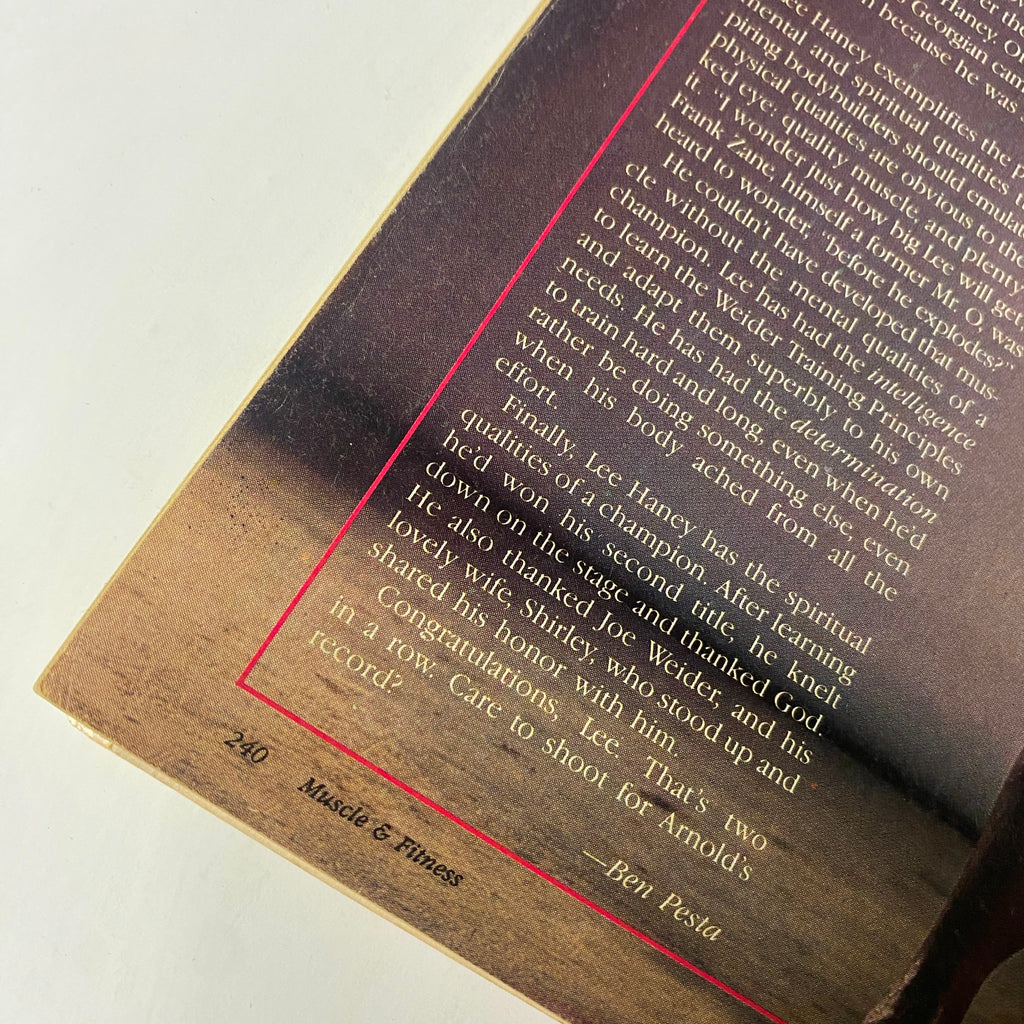 Haney. Of
Georgian cam
because he was
Haney exemplifies the p
mental and spiritual qualities
piring bodybuilders should emulat
physical qualities are obvious to the
ked eye: quality muscle, and plenty
it. "I wonder just how big Lee will get
Frank Zane, himself a former Mr. O, was
heard to wonder, 'before he explodes?'
He couldn't have developed that mus-
cle without the mental qualities of a
champion. Lee has had the intelligence
to learn the Weider Training Principles
and adapt them superbly to his own
needs. He has had the determination
to train hard and long, even when he'd
rather be doing something else, even
when his body ached from all the
effort.
Finally, Lee Haney has the spiritual
qualities of a champion. After learning
he'd won his second title, he knelt
down on the stage and thanked God.
He also thanked Joe Weider, and his
lovely wife, Shirley, who stood up and
shared his honor with him.
Congratulations, Lee. That's two
in a row. Care to shoot for Arnold's
record?
—Ben Pesta
240 Muscle & Fitness